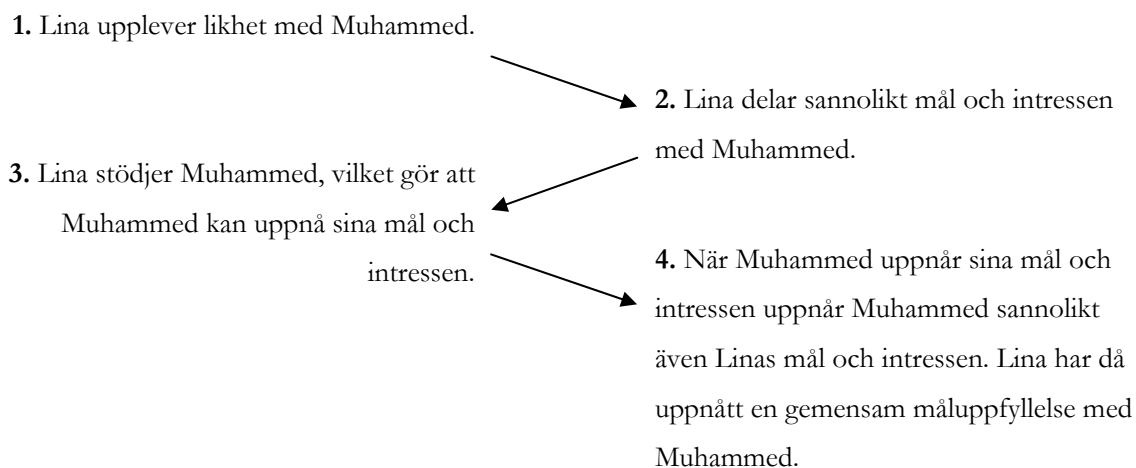 1. Lina upplever likhet med Muhammed.
2. Lina delar sannolikt mål och intressen
med Muhammed.
3. Lina stödjer Muhammed, vilket gör att
Muhammed kan uppnå sina mål och
intressen.
4. När Muhammed uppnår sina mål och
intressen uppnår Muhammed sannolikt
även Linas mål och intressen. Lina har då
uppnått en gemensam måluppfyllelse med
Muhammed.